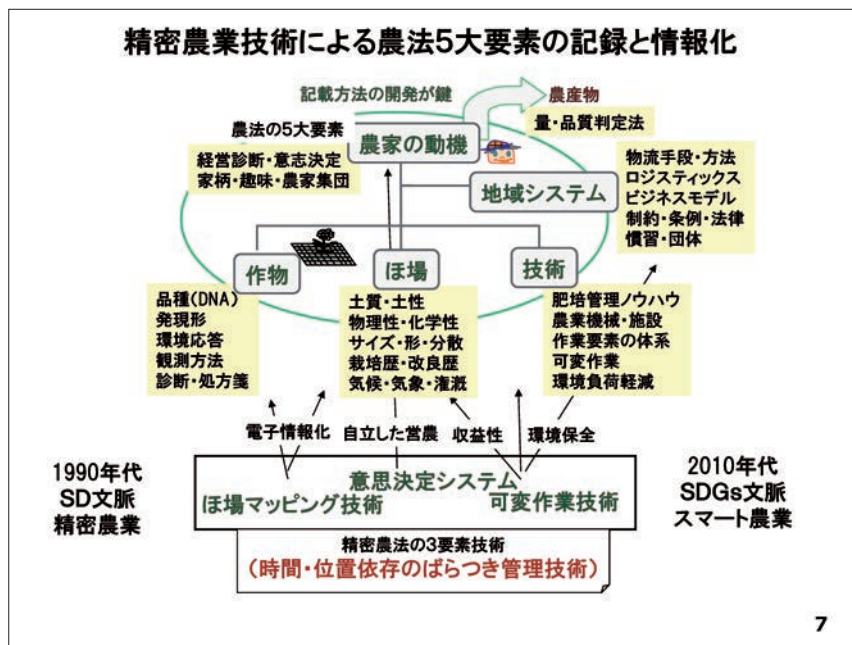 精密農業技術による農法5大要素の記録と情報化
記載方法の開発が鍵
農産物
量・品質判定法
農法の5大要素
農家の動機
経営診断・意志決定
家柄・趣味・農家集団
地域システム
物流手段・方法
ロジスティックス
ビジネスモデル
制約・条例・法律
慣習・団体
作物
ほ場
技術
品種(DNA)
発現形
環境応答
観測方法
診断・処方箋
土質・土性
物理性・化学性
サイズ・形・分散
栽培歴・改良歴
気候・気象・潅漑
肥培管理ノウハウ
農業機械・施設
作業要素の体系
可変作業
環境負荷軽減
電子情報化
自立した営農
収益性
環境保全
1990年代
SD文脈
精密農業
意思決定システム
ほ場マッピング技術
可変作業技術
2010年代
SDGs文脈
スマート農業
精密農法の3要素技術
(時間・位置依存のばらつき管理技術)
7